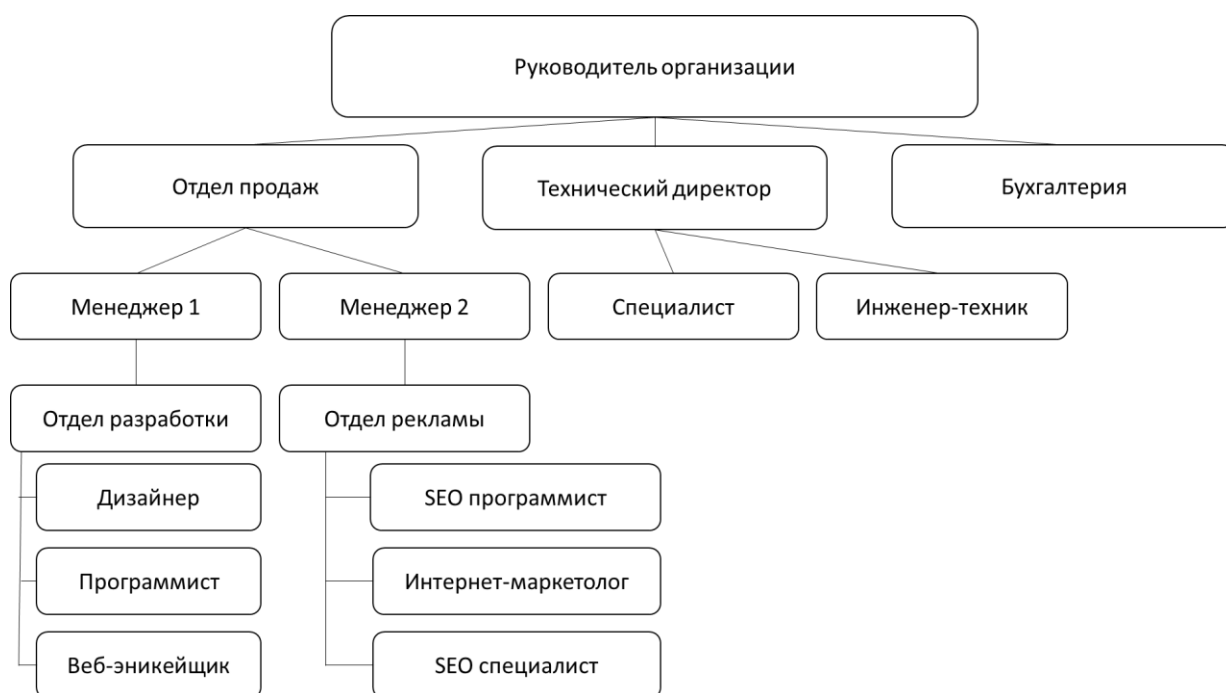 Руководитель организации
Отдел продаж
Технический директор
Бухгалтерия
Менеджер 1
Менеджер 2
Специалист
Инженер-техник
Отдел разработки
Отдел рекламы
Дизайнер
SEO программист
Программист
Интернет-маркетолог
Веб-эникейщик
SEO специалист